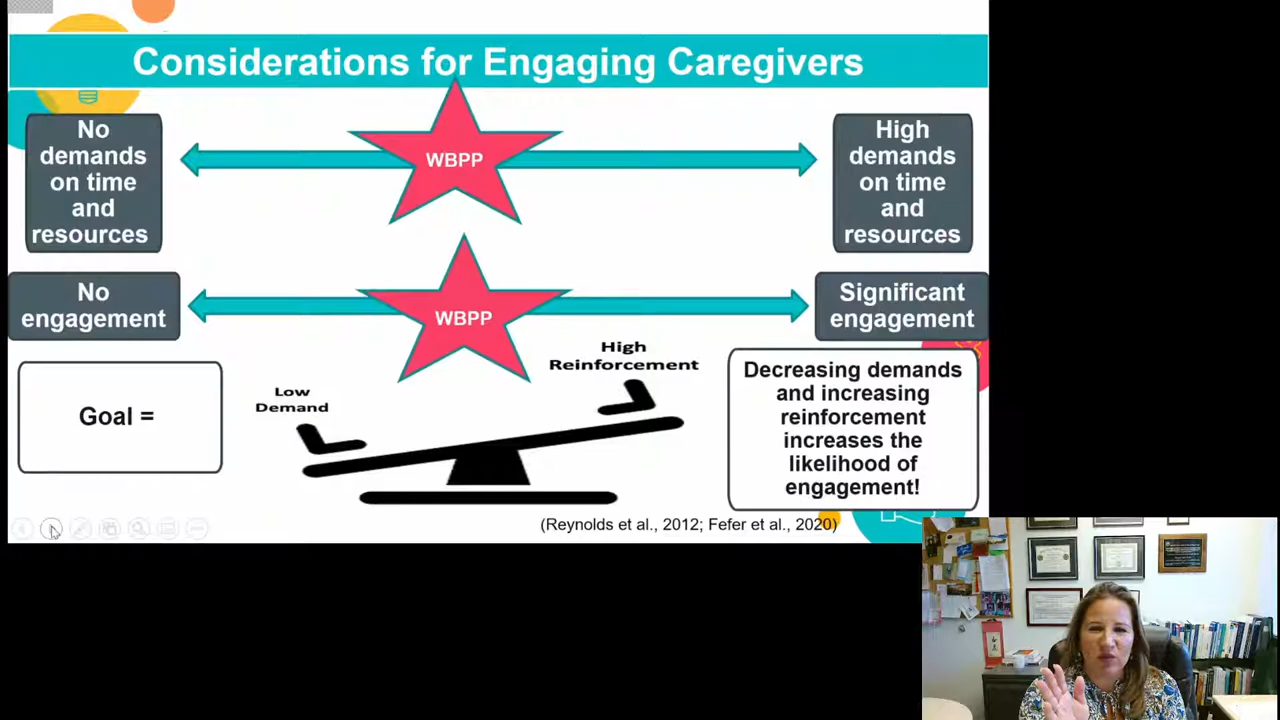 Considerations for Engaging Caregivers
No
demands
on time
and
resources
WBPP
High
demands
on time
and
resources
No
engagement
WBPP
Significant
engagement
Goal =
Low
Demand
High
Reinforcement
Decreasing demands
and increasing
reinforcement
increases the
likelihood of
engagement!
(Reynolds et al., 2012; Fefer et al., 2020)